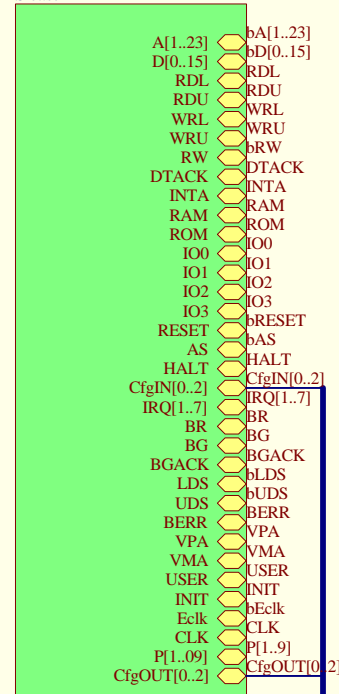 A[1..23] bA[1..23]
D[0..15] bD[0..15]
RDL RDL
RDU RDU
WRL WRL
WRU WRU
RW bRW
DTACK DTACK
INTA INTA
RAM RAM
ROM ROM
IO0 IO0
IO1 IO1
IO2 IO2
IO3 IO3
RESET bRESET
AS bAS
HALT HALT
CfgIN[0..2] CfgIN[0..2]
IRQ[1..7] IRQ[1..7]
BR BR
BG BG
BGACK BGACK
LDS bLDS
UDS bUDS
BERR BERR
VPA VPA
VMA VMA
USER USER
INIT INIT
Eclk bEclk
CLK CLK
P[1..09] P[1..9]
CfgOUT[0..2] CfgOUT[0..2]